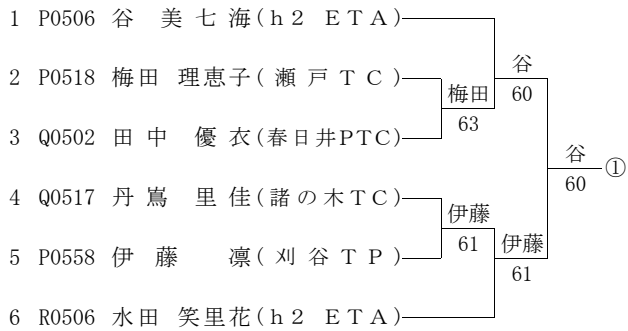 1 P0506 谷 美七海(h2 ETA)
谷
2 P0518 梅田 理恵子(瀬戸TC)
梅田
60
63
3 Q0502 田中 優衣(春日井PTC)
谷
①
60
4 Q0517 丹嶌 里佳(諸の木TC)
伊藤
61
伊藤
5 P0558 伊藤 凛(刈谷TP)
61
6 R0506 水田 笑里花(h2 ETA)